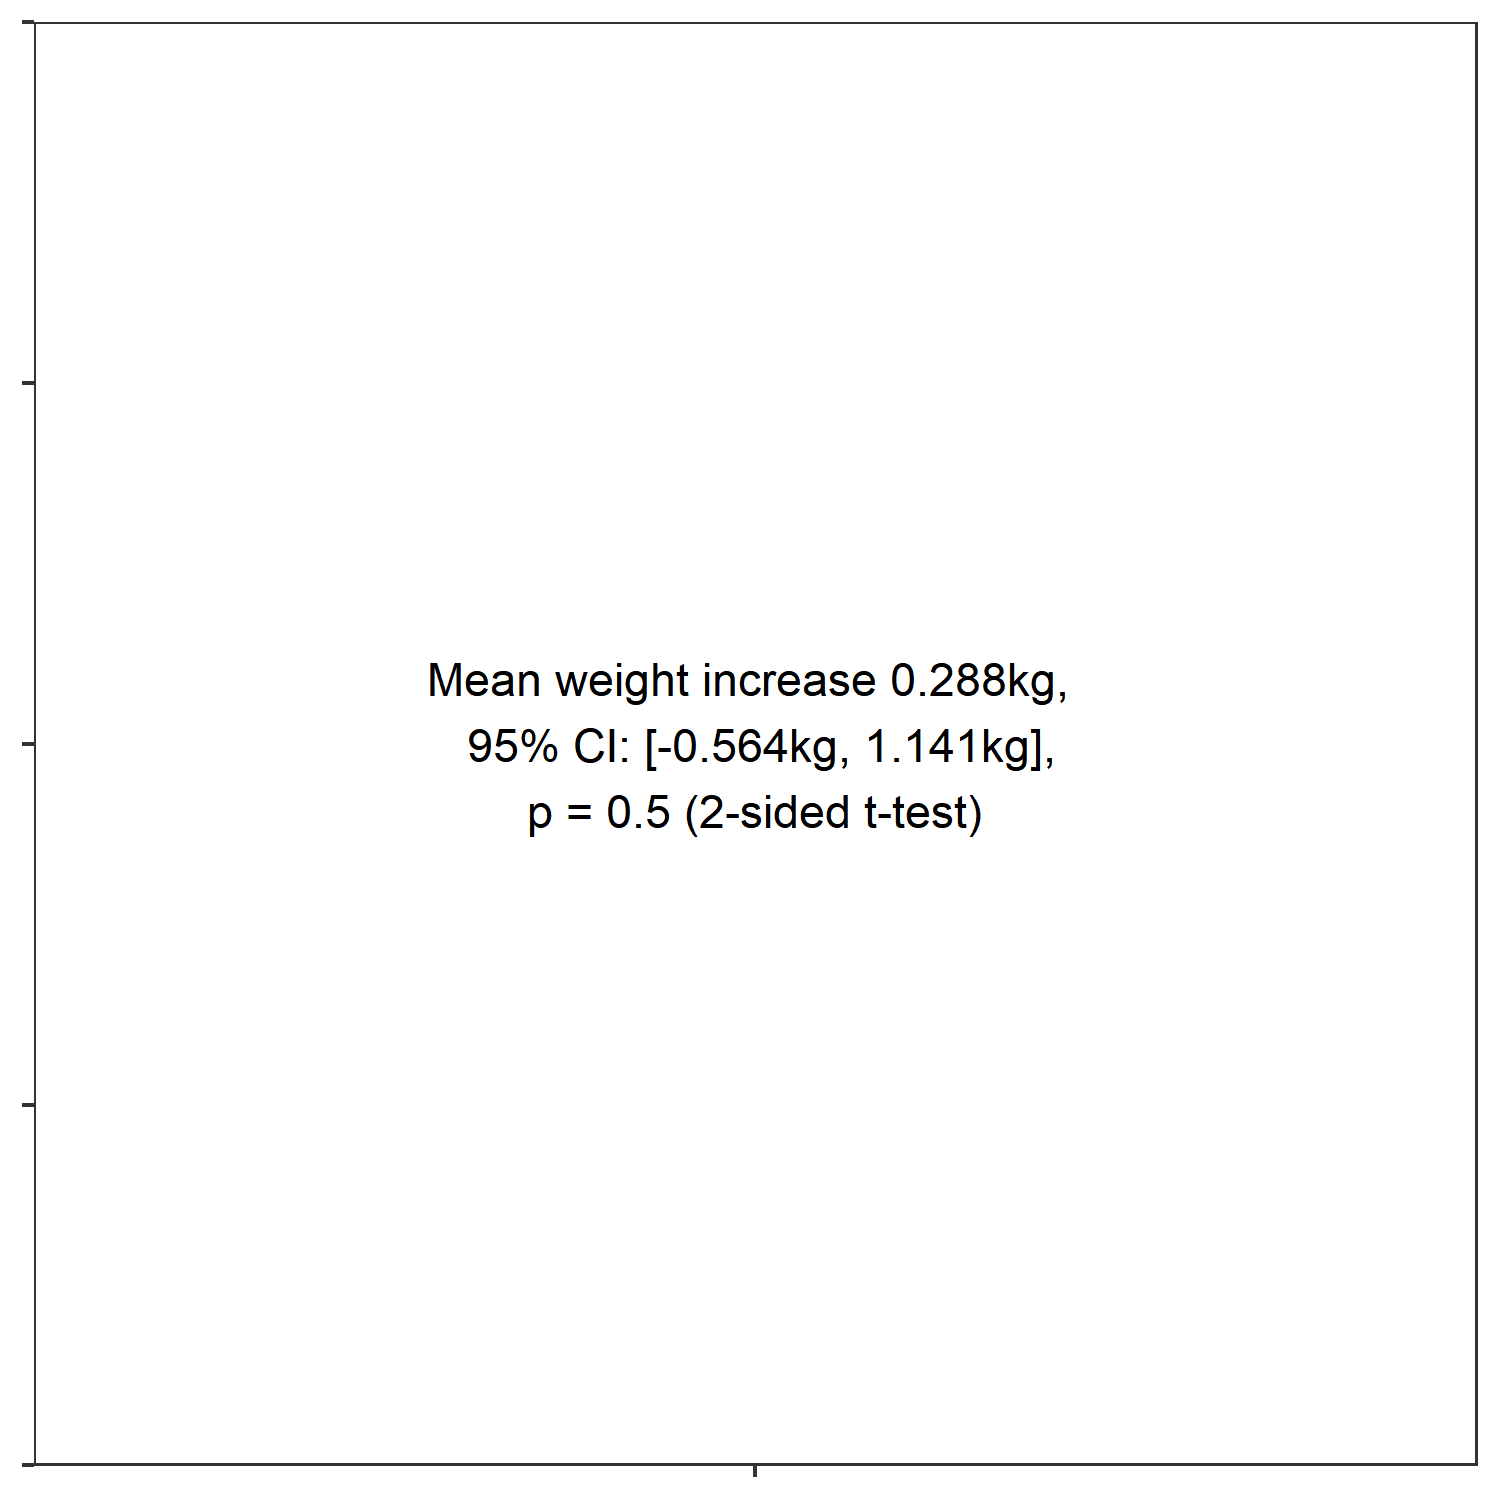 Mean weight increase 0.288kg,
95% CI: [-0.564kg, 1.141kg],
p = 0.5 (2-sided t-test)